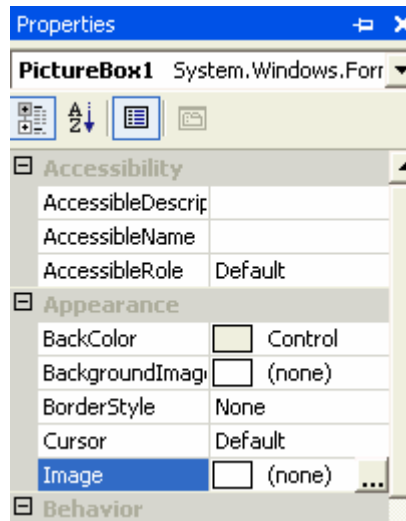 Properties
PictureBox1 System.Windows.Forr
Accessibility
AccessibleDescrip
AccessibleName
AccessibleRole Default
Appearance
BackColor Control
BackgroundImag
(none)
BorderStyle None
Cursor Default
Image (none) ...
Behavior